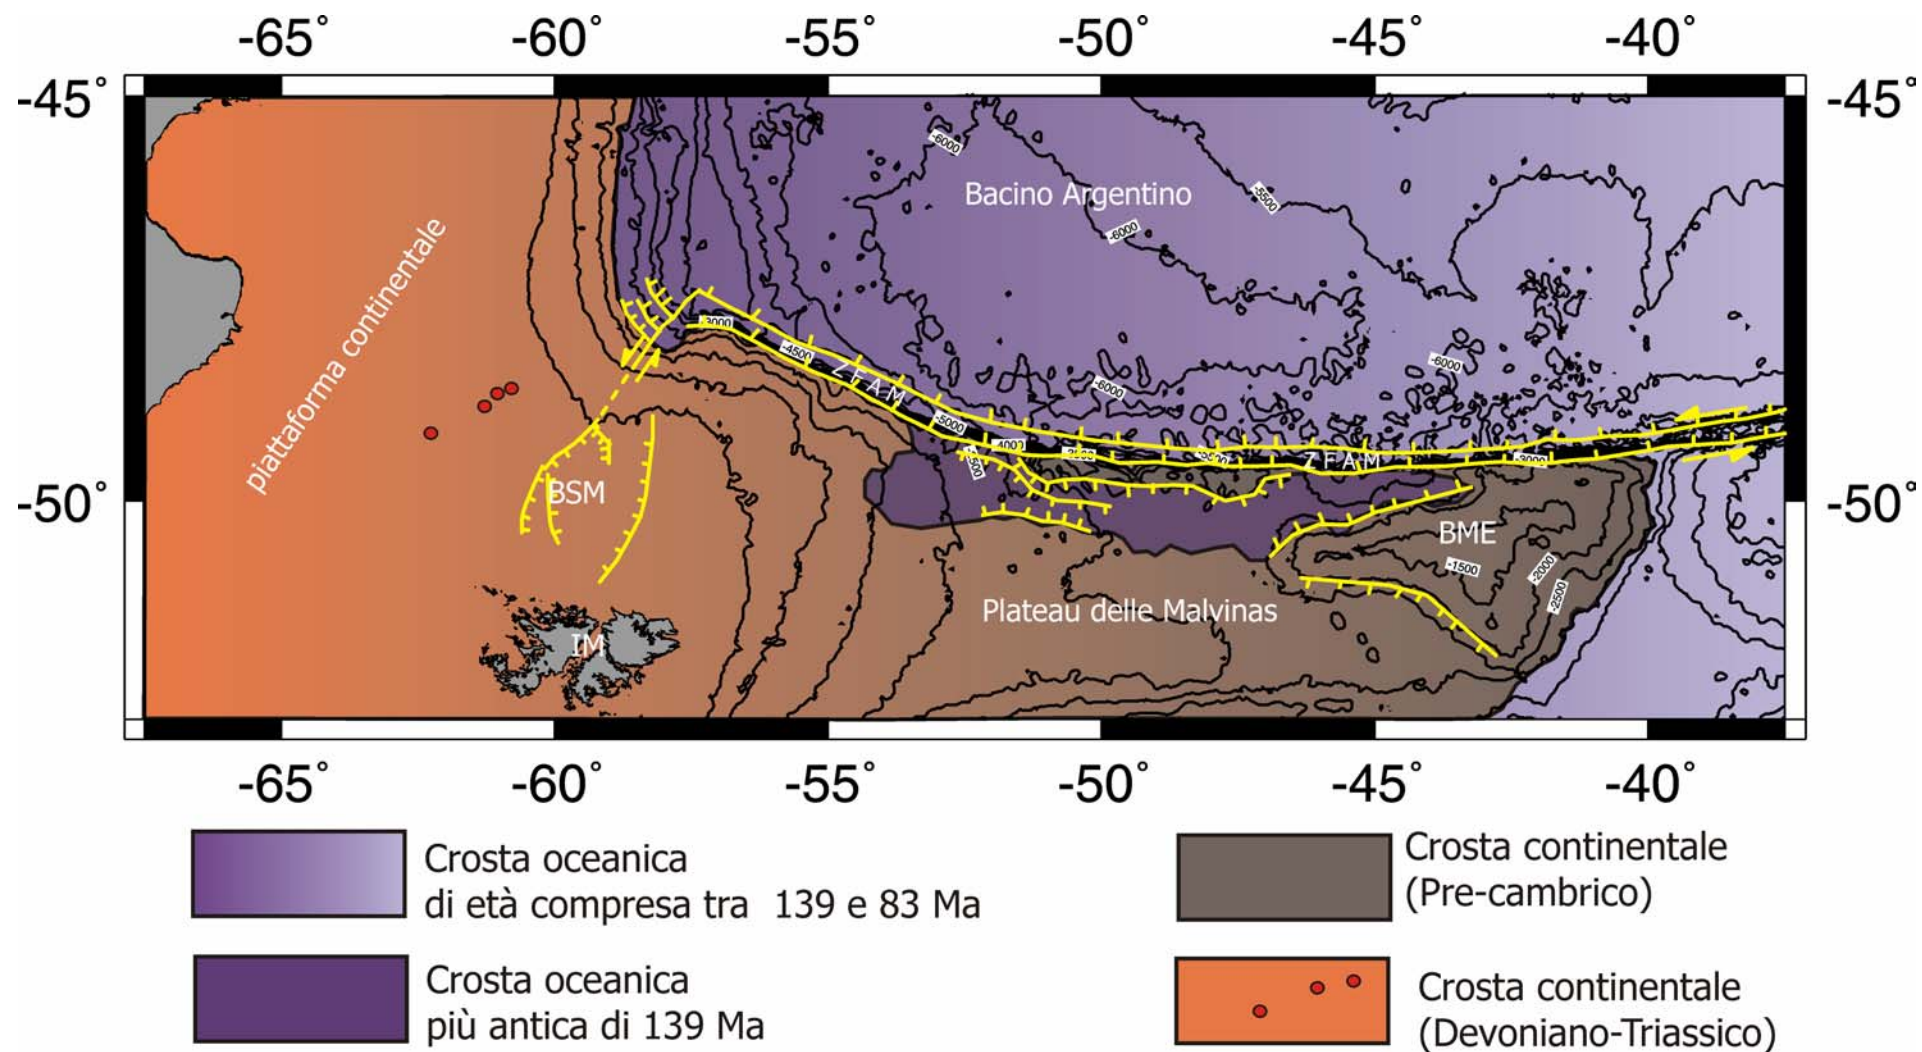 -65° -60° -55° -50° -45° -40°
-45° -45°
-6000
-5500
Bacino Argentino
-6000
piattaforma continentale
-3000
-4500
-6000
Z F A M
-6000
-5000
-4000
Z F A M
-3000
-50° -50°
BSM
BME
-1500
-2000
-2500
Plateau delle Malvinas
IM
-65° -60° -55° -50° -45° -40°
Crosta oceanica
di età compresa tra 139 e 83 Ma
Crosta oceanica
più antica di 139 Ma
Crosta continentale
(Pre-cambrico)
Crosta continentale
(Devoniano-Triassico)